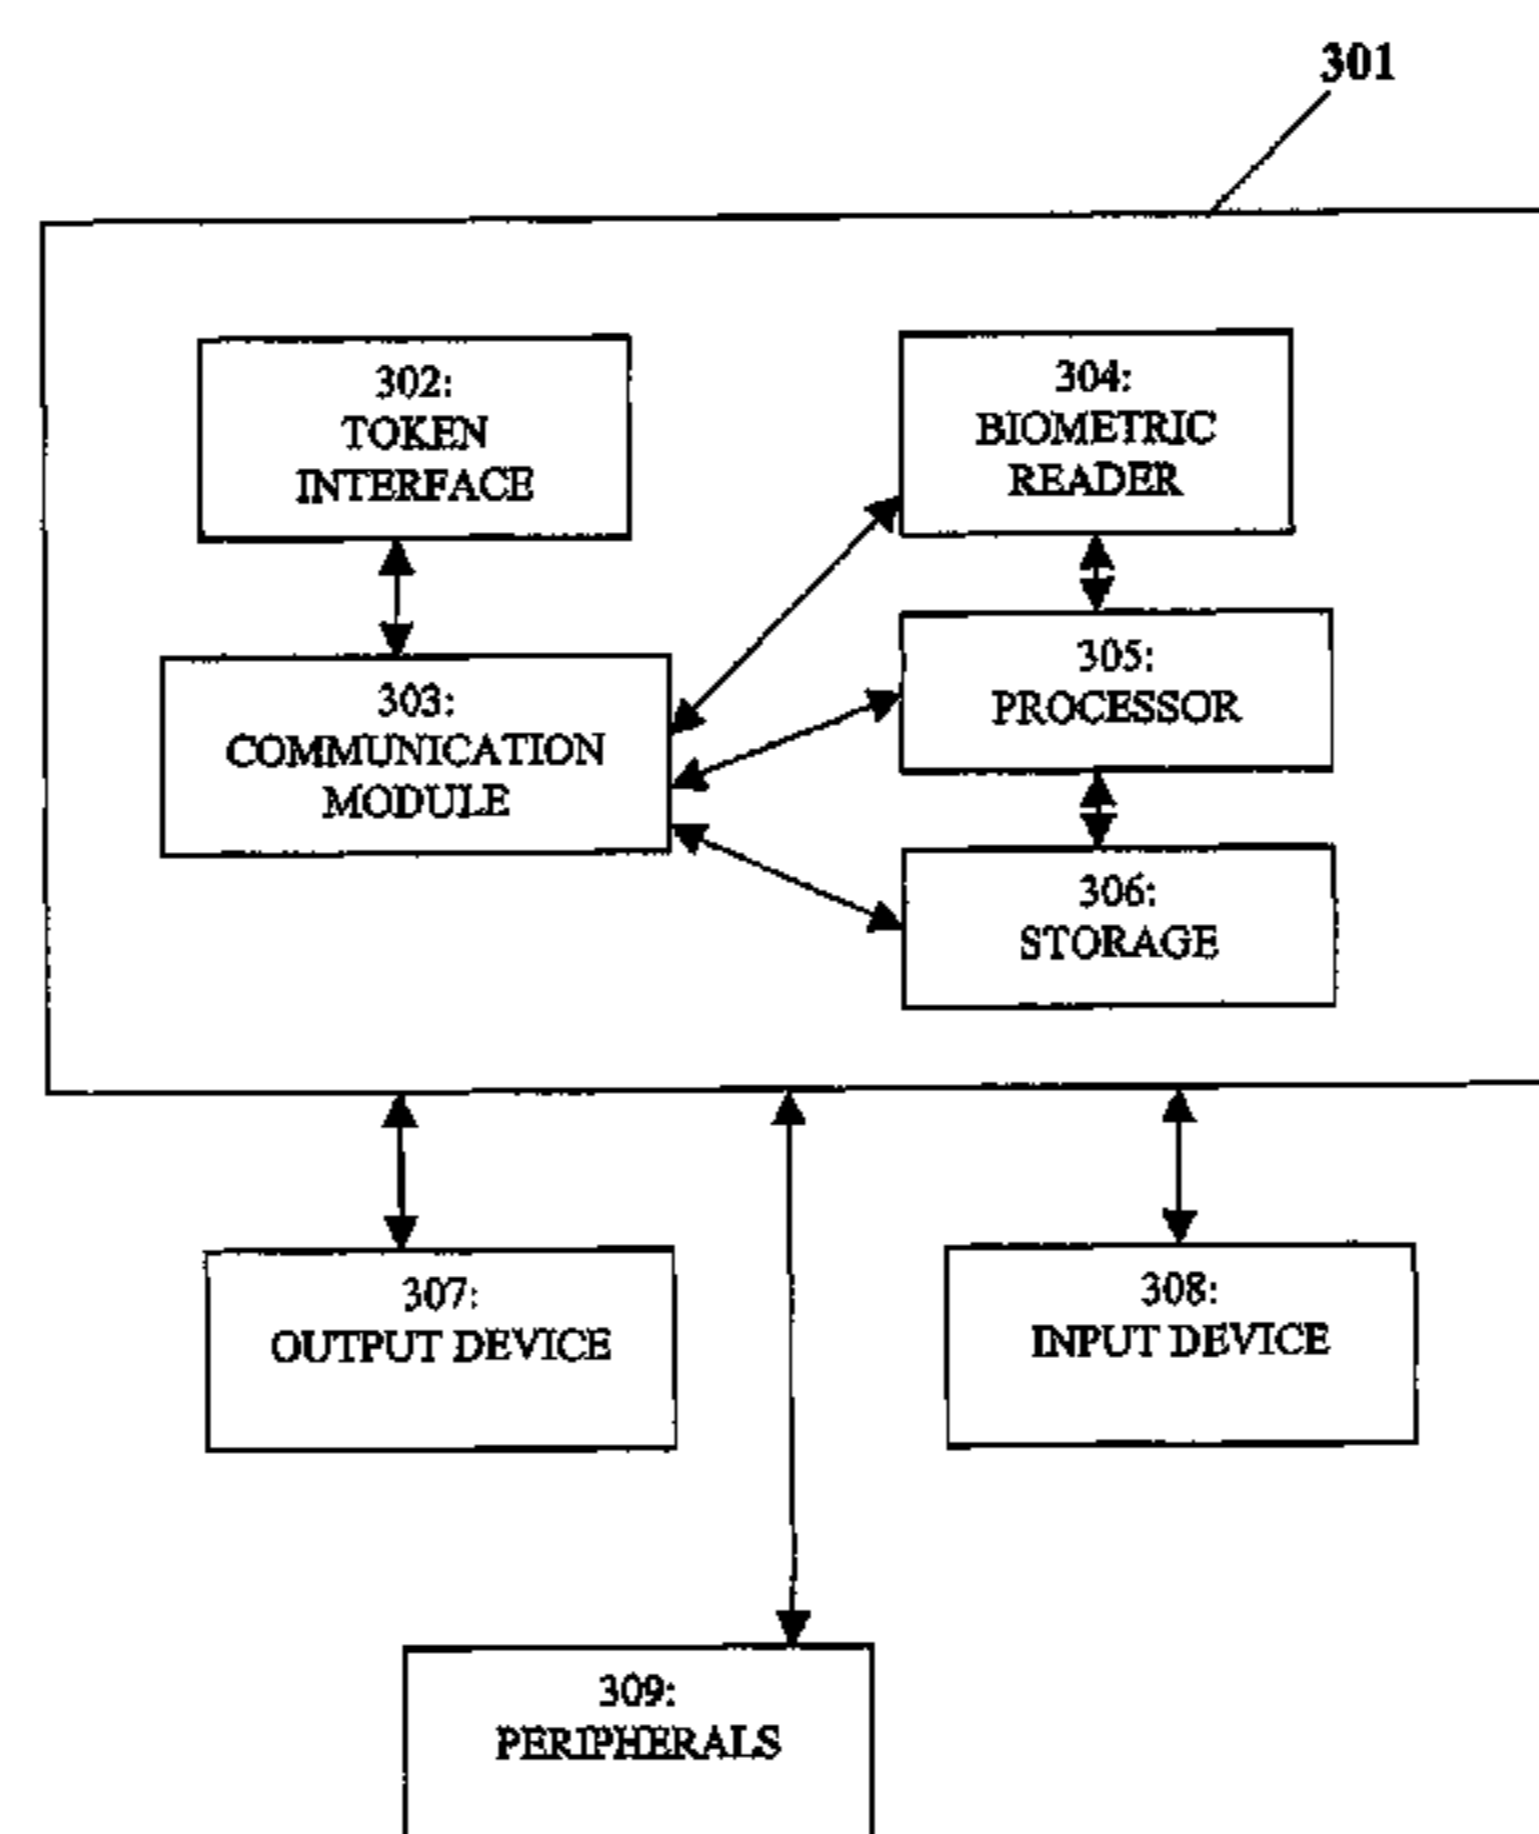 301
302:
TOKEN
INTERFACE
304:
BIOMETRIC
READER
303:
COMMUNICATION
MODULE
305:
PROCESSOR
306:
STORAGE
307:
OUTPUT DEVICE
308:
INPUT DEVICE
309:
PERIPHERALS